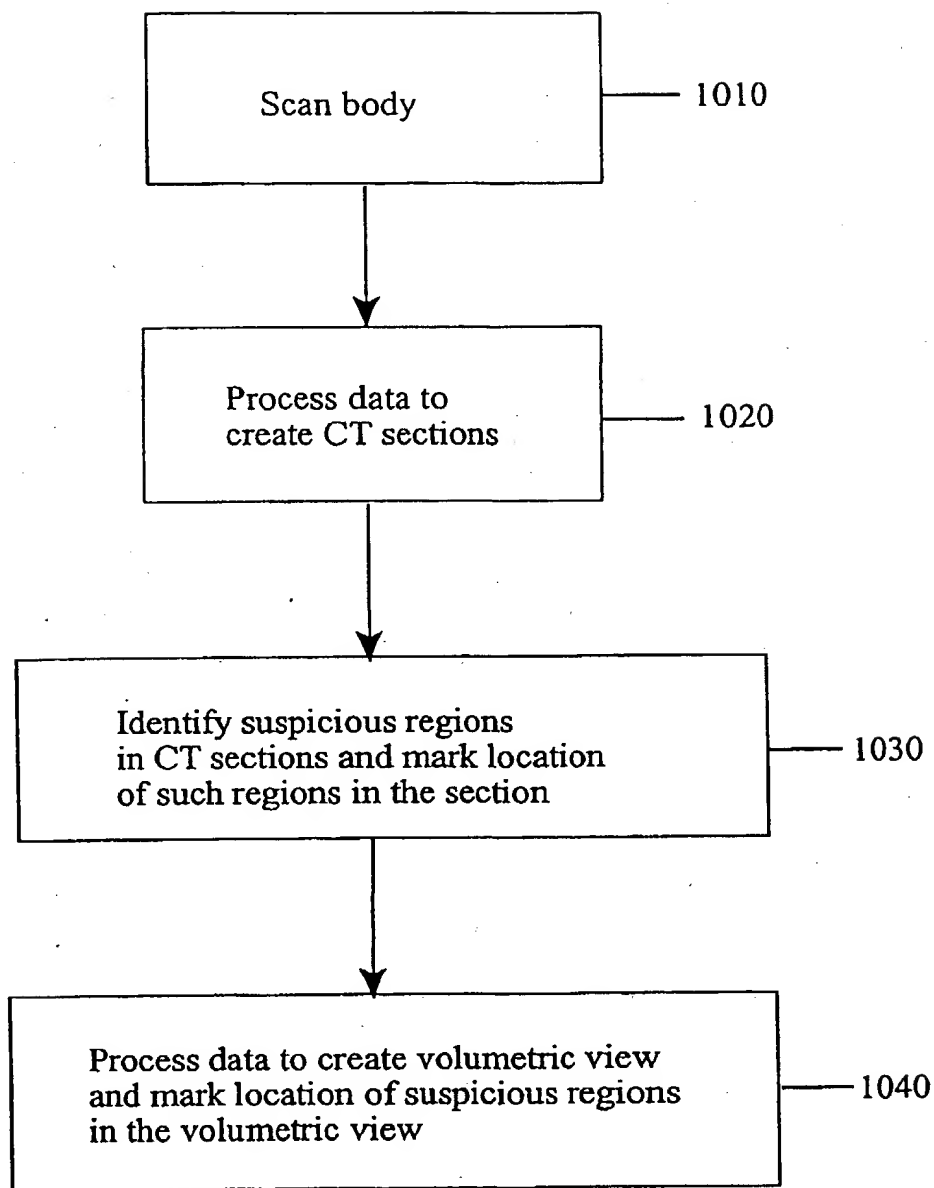 Scan body
1010
Process data to
create CT sections
1020
Identify suspicious regions
in CT sections and mark location
of such regions in the section
1030
Process data to create volumetric view
and mark location of suspicious regions
in the volumetric view
1040